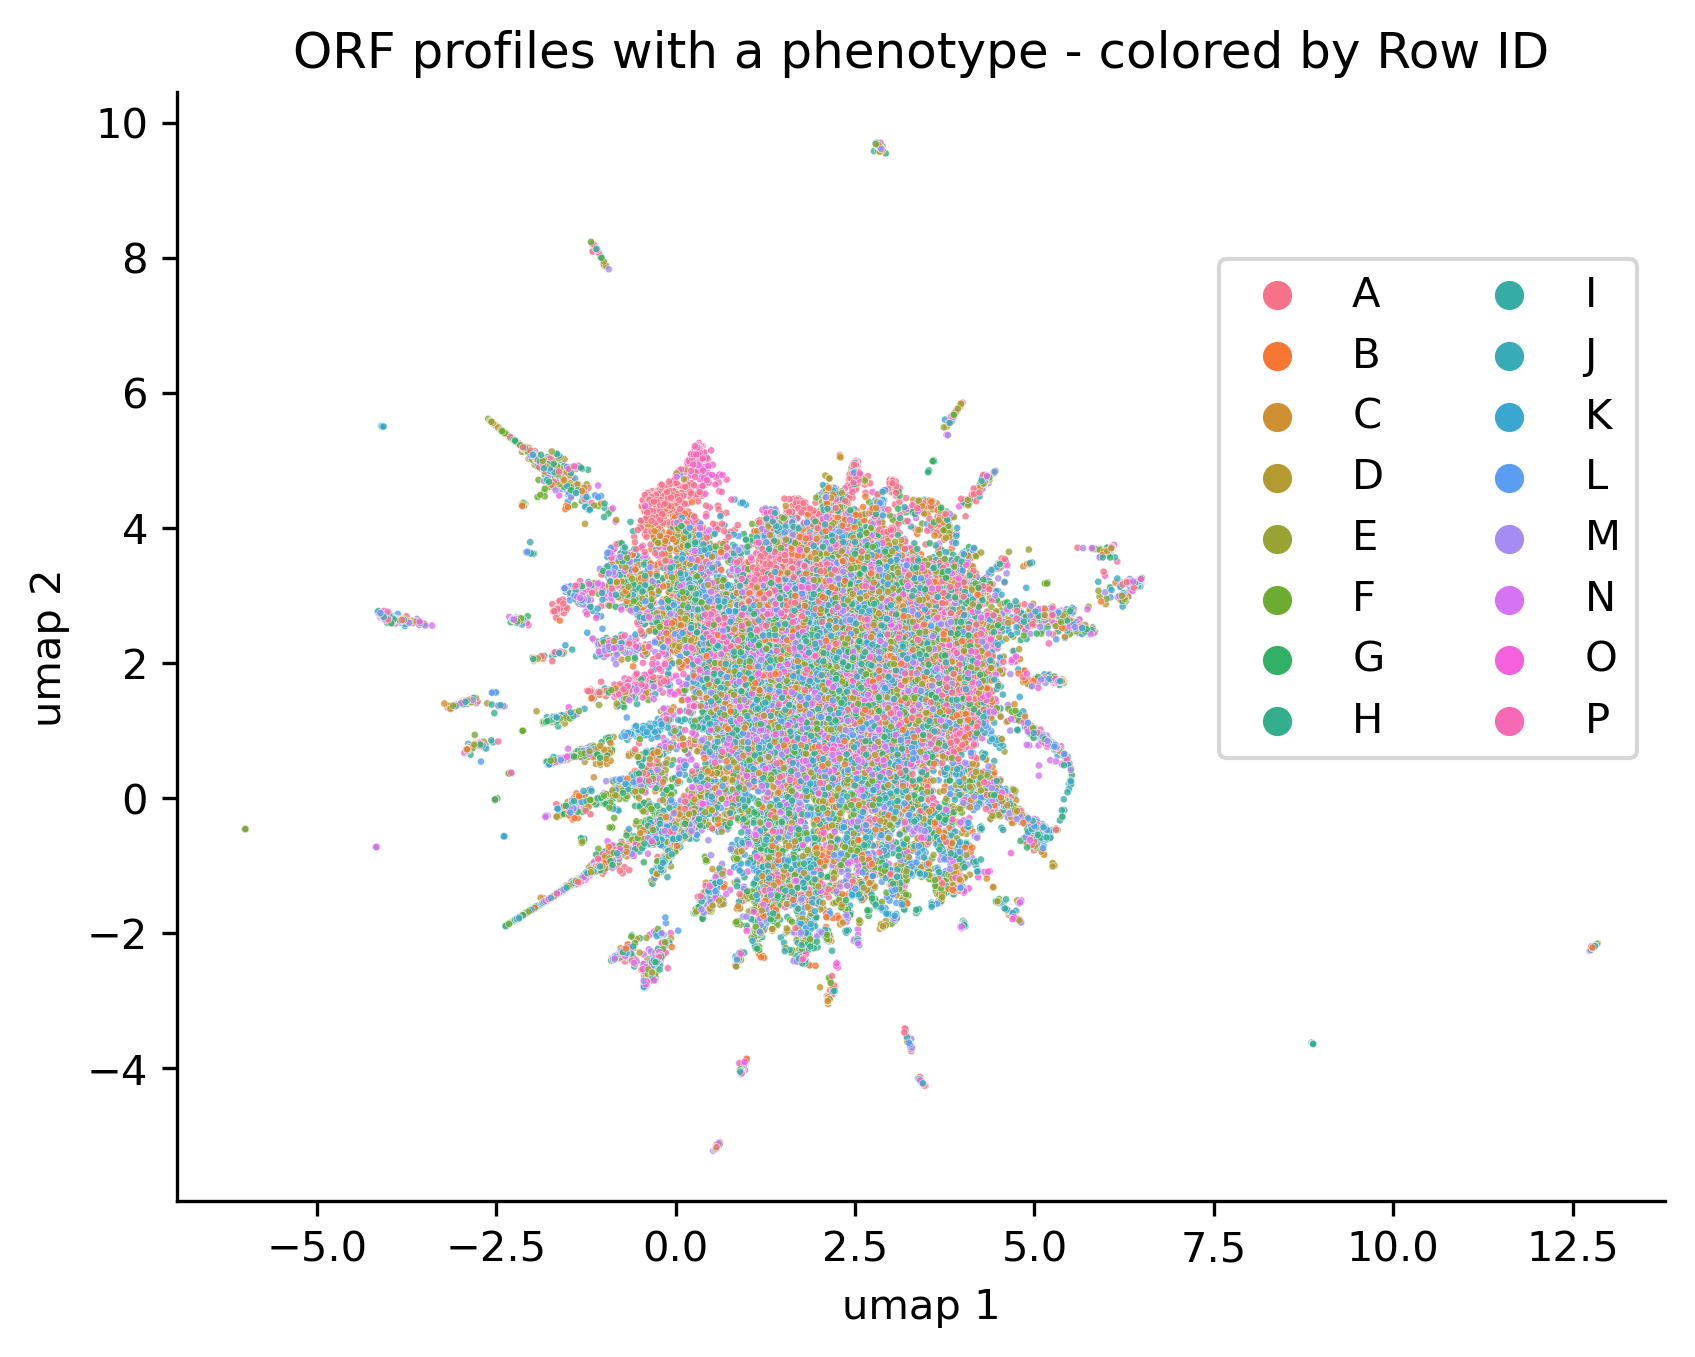 ORF profiles with a phenotype - colored by Row ID
10
8
6
4
2
0
−2
−4
umap 2
A
B
C
D
E
F
G
H
I
J
K
L
M
N
O
P
−5.0
−2.5
0.0
2.5
5.0
7.5
10.0
12.5
umap 1